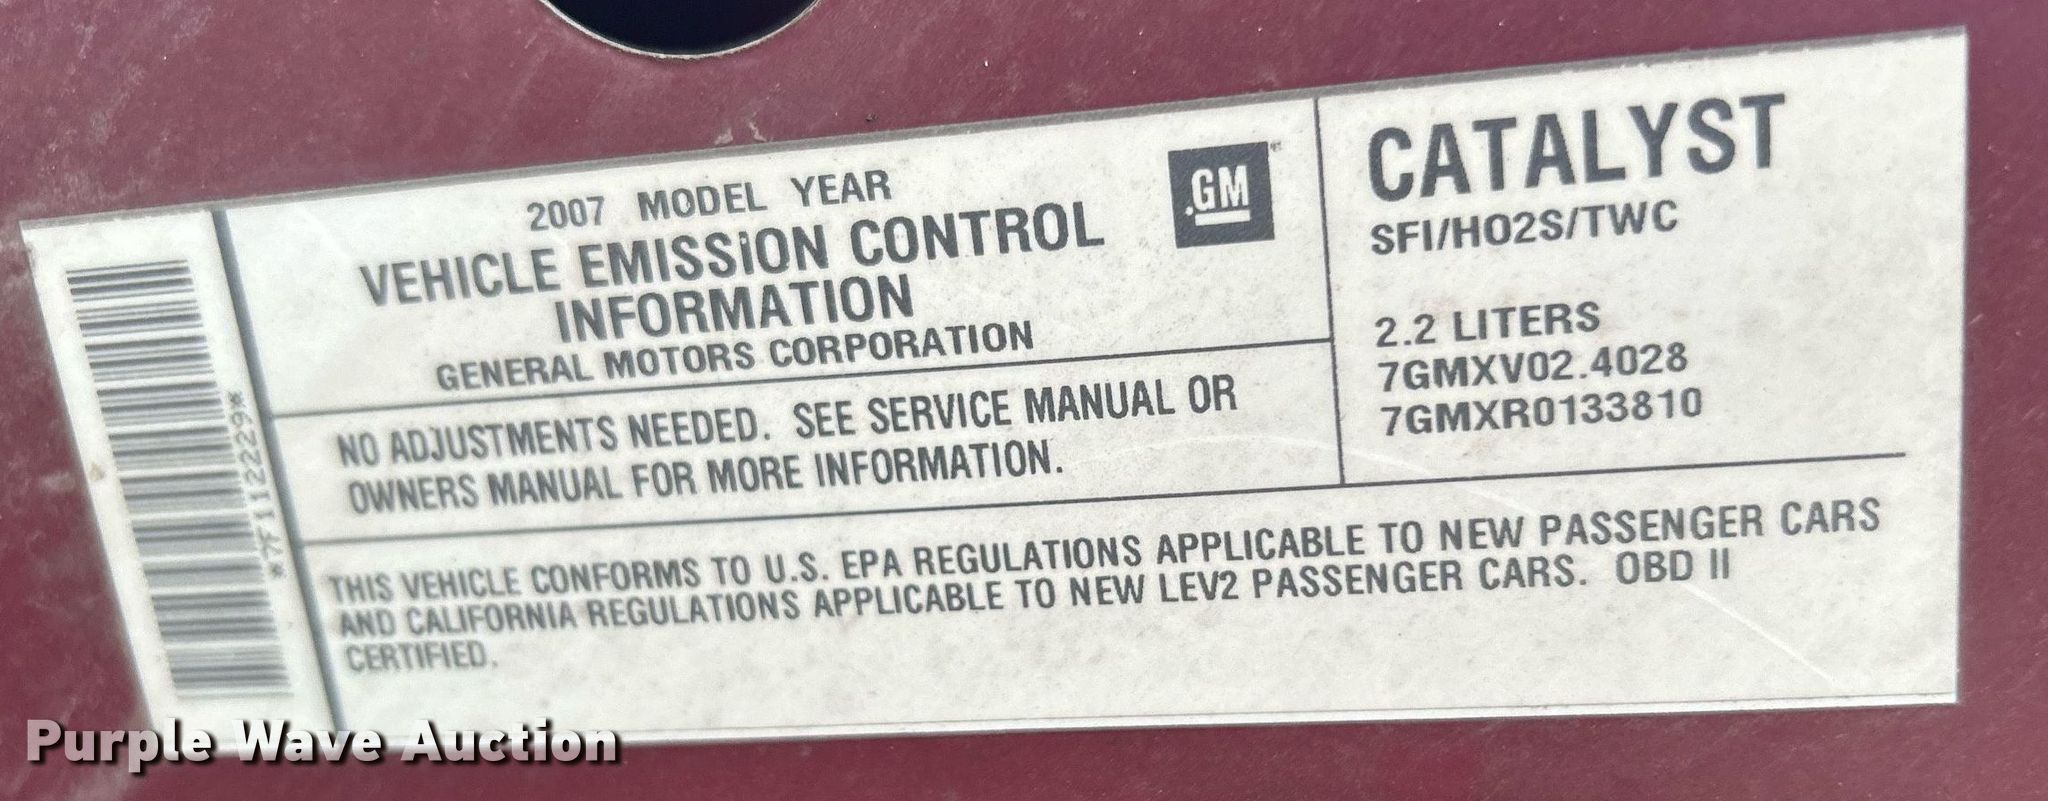 2007 MODEL YEAR
VEHICLE EMISSION CONTROL
INFORMATION
GENERAL MOTORS CORPORATION
GM
NO ADJUSTMENTS NEEDED. SEE SERVICE MANUAL OR
OWNERS MANUAL FOR MORE INFORMATION.
CATALYST
SFI/HO2S/TWC
2.2 LITERS
7GMXV02.4028
7GMXR0133810
THIS VEHICLE CONFORMS TO U.S. EPA REGULATIONS APPLICABLE TO NEW PASSENGER CARS
AND CALIFORNIA REGULATIONS APPLICABLE TO NEW LEV2 PASSENGER CARS. OBD II
CERTIFIED.
*7F112229*
Purple Wave Auction